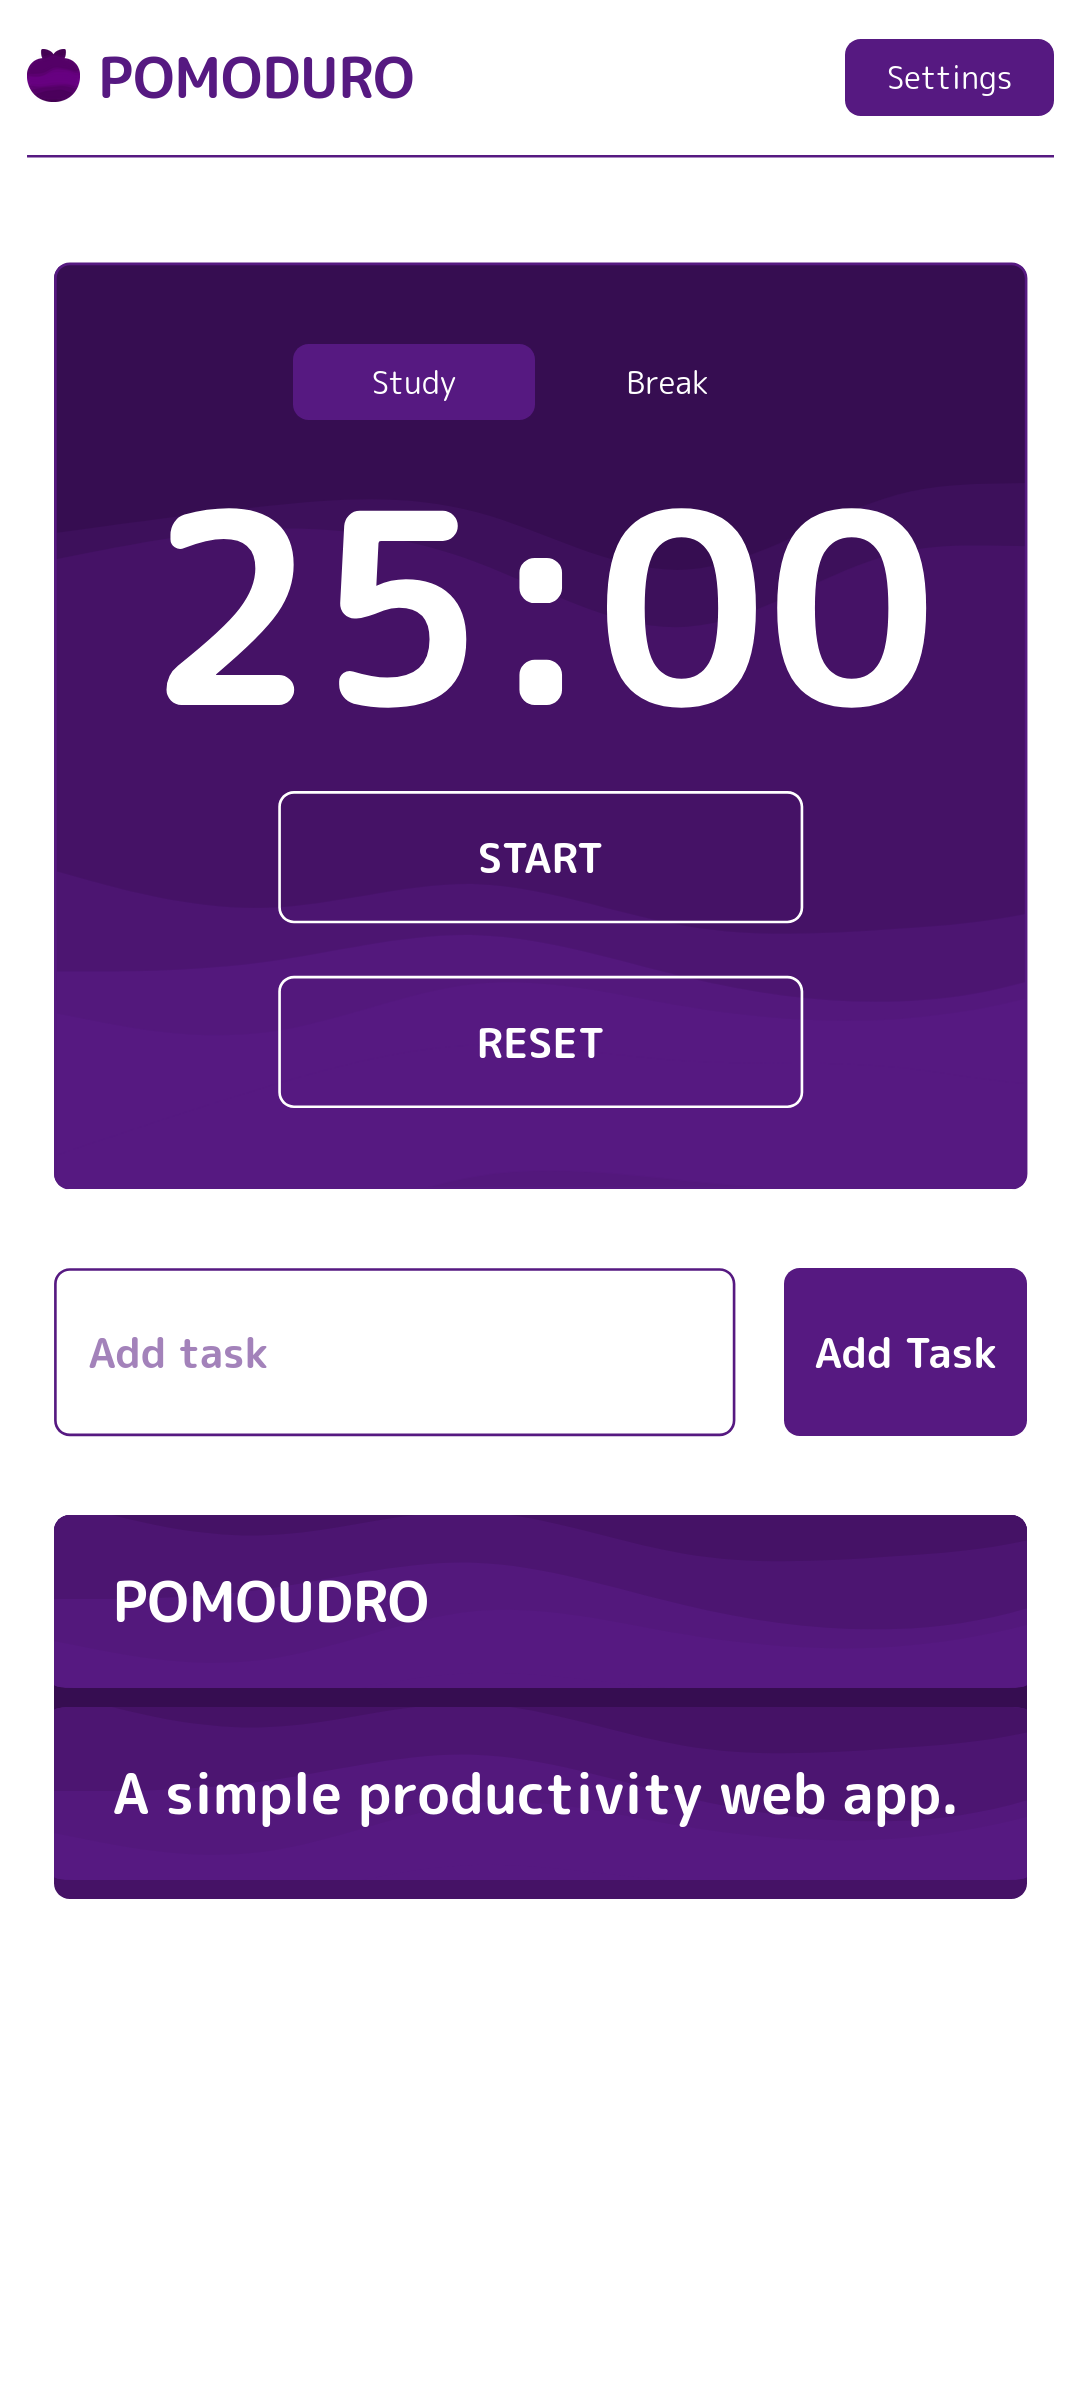 POMODURO
Settings
Study Break
25:00
START
RESET
Add task
Add Task
POMOUDRO
A simple productivity web app.